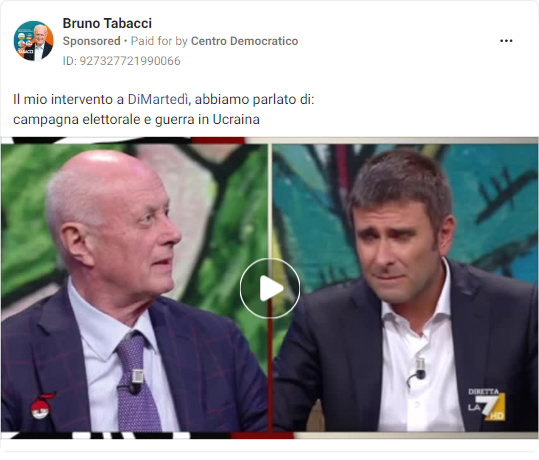 Bruno Tabacci
Sponsored • Paid for by Centro Democratico
ID: 927327721990066
Il mio intervento a DiMartedì, abbiamo parlato di:
campagna elettorale e guerra in Ucraina
DIRETTA
LA 7 HD